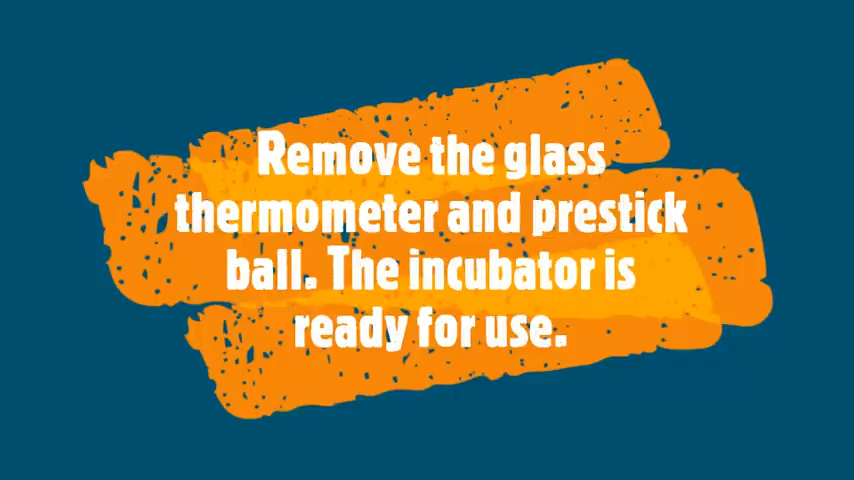 Remove the glass
thermometer and prestick
ball. The incubator is
ready for use.